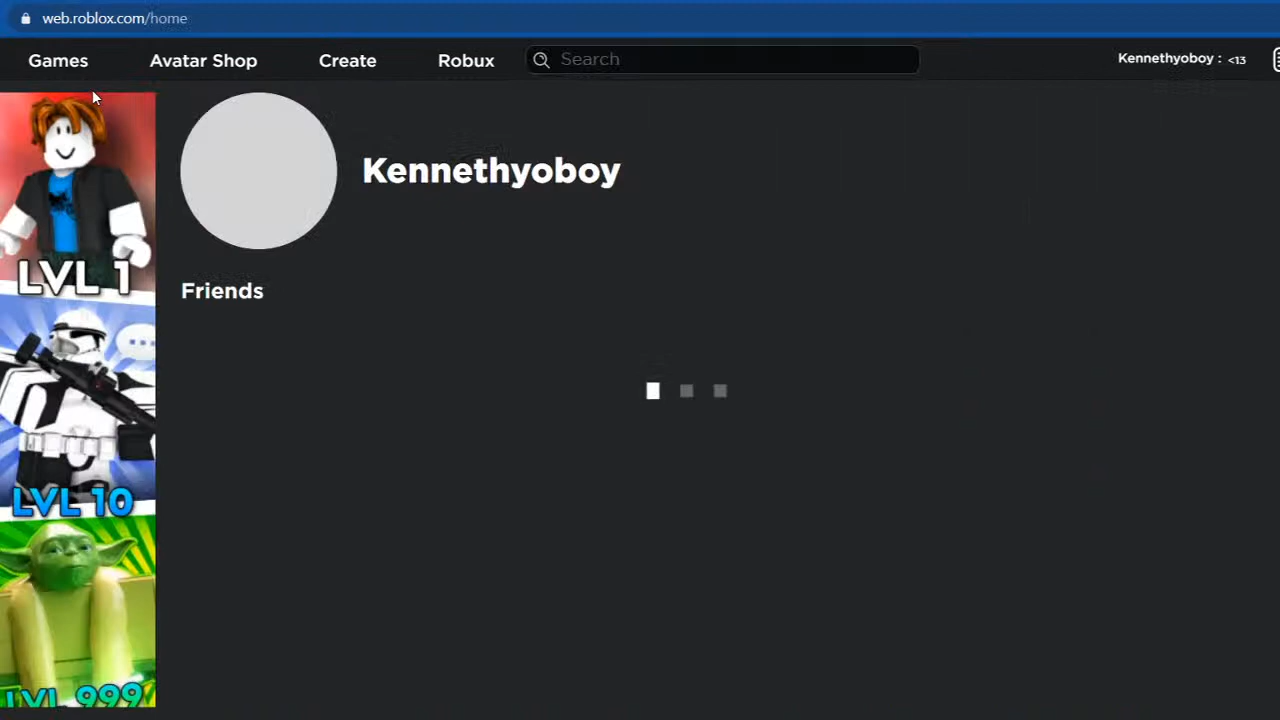 web.roblox.com/home
Games Avatar Shop Create Robux Search Kennethyoboy : <13
Kennethyoboy
LVL 1
Friends
LVL 10
LVL 999